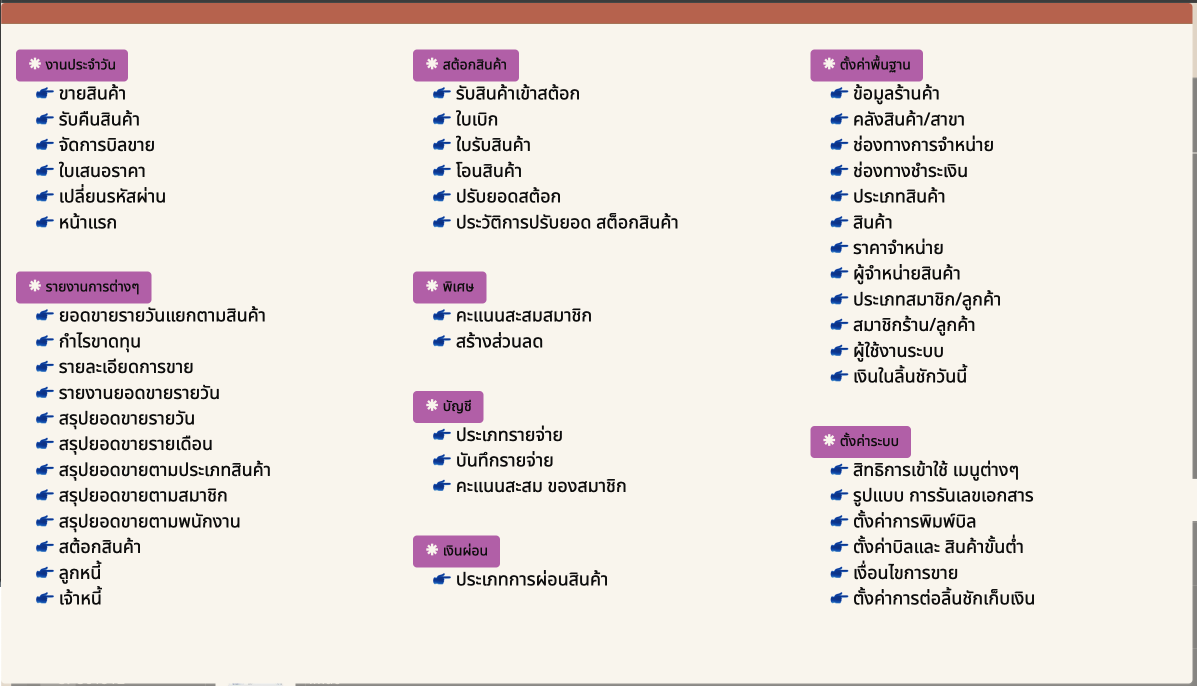 งานประจำวัน
ขายสินค้า
รับคืนสินค้า
จัดการบิลขาย
ใบเสนอราคา
เปลี่ยนรหัสผ่าน
หน้าแรก
รายงานการต่างๆ
ยอดขายรายวันแยกตามสินค้า
กำไรขาดทุน
รายละเอียดการขาย
รายงานยอดขายรายวัน
สรุปยอดขายรายวัน
สรุปยอดขายรายเดือน
สรุปยอดขายตามประเภทสินค้า
สรุปยอดขายตามสมาชิก
สรุปยอดขายตามพนักงาน
สต้อกสินค้า
ลูกหนี้
เจ้าหนี้
สต้อกสินค้า
รับสินค้าเข้าสต้อก
ใบเบิก
ใบรับสินค้า
โอนสินค้า
ปรับยอดสต้อก
ประวัติการปรับยอด สต็อกสินค้า
พิเศษ
คะแนนสะสมสมาชิก
สร้างส่วนลด
บัญชี
ประเภทรายจ่าย
บันทึกรายจ่าย
คะแนนสะสม ของสมาชิก
เงินผ่อน
ประเภทการผ่อนสินค้า
ตั้งค่าพื้นฐาน
ข้อมูลร้านค้า
คลังสินค้า/สาขา
ช่องทางการจำหน่าย
ช่องทางชำระเงิน
ประเภทสินค้า
สินค้า
ราคาจำหน่าย
ผู้จำหน่ายสินค้า
ประเภทสมาชิก/ลูกค้า
สมาชิกร้าน/ลูกค้า
ผู้ใช้งานระบบ
เงินในลิ้นชักวันนี้
ตั้งค่าระบบ
สิทธิการเข้าใช้ เมนูต่างๆ
รูปแบบ การรันเลขเอกสาร
ตั้งค่าการพิมพ์บิล
ตั้งค่าบิลและ สินค้าขั้นต่ำ
เงื่อนไขการขาย
ตั้งค่าการต่อลิ้นชักเก็บเงิน